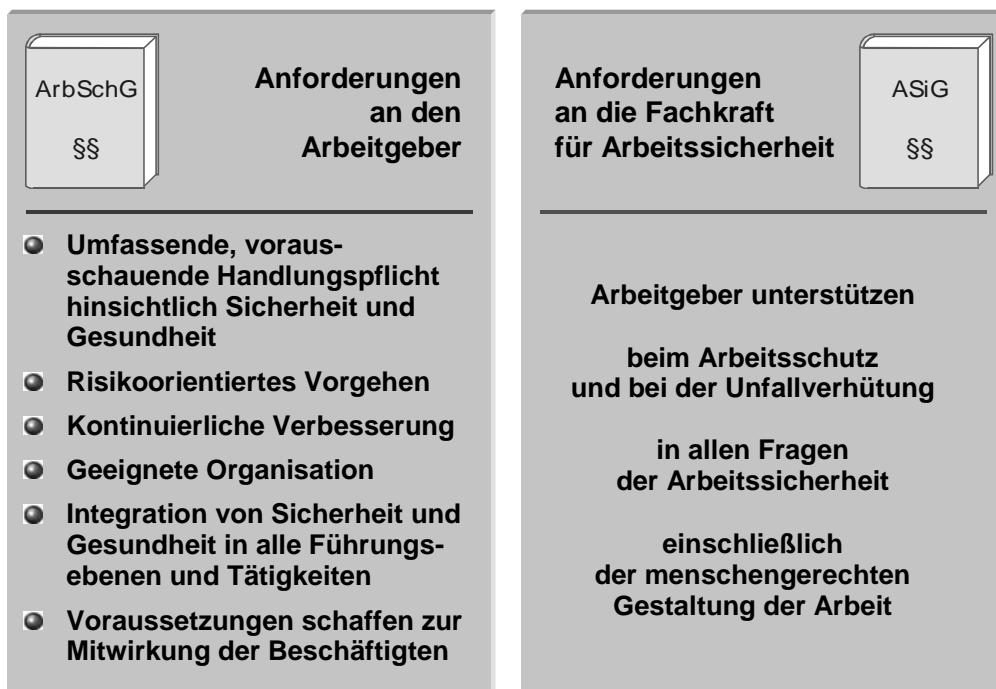 ArbSchG
§§
Anforderungen
an den
Arbeitgeber
Umfassende, voraus-
schauende Handlungspflicht
hinsichtlich Sicherheit und
Gesundheit
Risikoorientiertes Vorgehen
Kontinuierliche Verbesserung
Geeignete Organisation
Integration von Sicherheit und
Gesundheit in alle Führungs-
ebenen und Tätigkeiten
Voraussetzungen schaffen zur
Mitwirkung der Beschäftigten
Anforderungen
an die Fachkraft
für Arbeitssicherheit
ASiG
§§
Arbeitgeber unterstützen
beim Arbeitsschutz
und bei der Unfallverhütung
in allen Fragen
der Arbeitssicherheit
einschließlich
der menschengerechten
Gestaltung der Arbeit